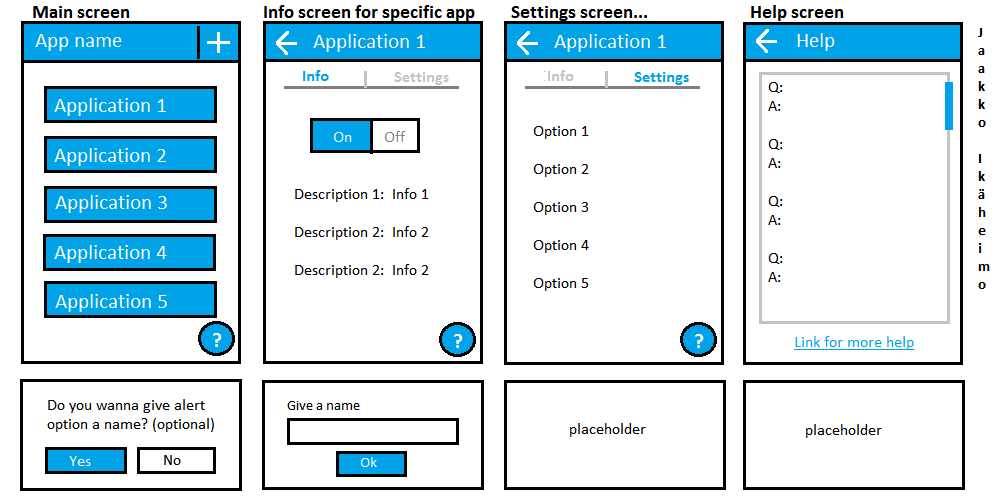 Main screen
App name
Application 1
Application 2
Application 3
Application 4
Application 5
?
Info screen for specific app
Application 1
Info
Settings
On
Off
Description 1: Info 1
Description 2: Info 2
Description 2: Info 2
?
Settings screen...
Application 1
Info
Settings
Option 1
Option 2
Option 3
Option 4
Option 5
?
Help screen
Help
Q:
A:
Q:
A:
Q:
A:
Q:
A:
Link for more help
Jaakko Ikäheimo
Do you wanna give alert
option a name? (optional)
Yes
No
Give a name
Ok
placeholder
placeholder